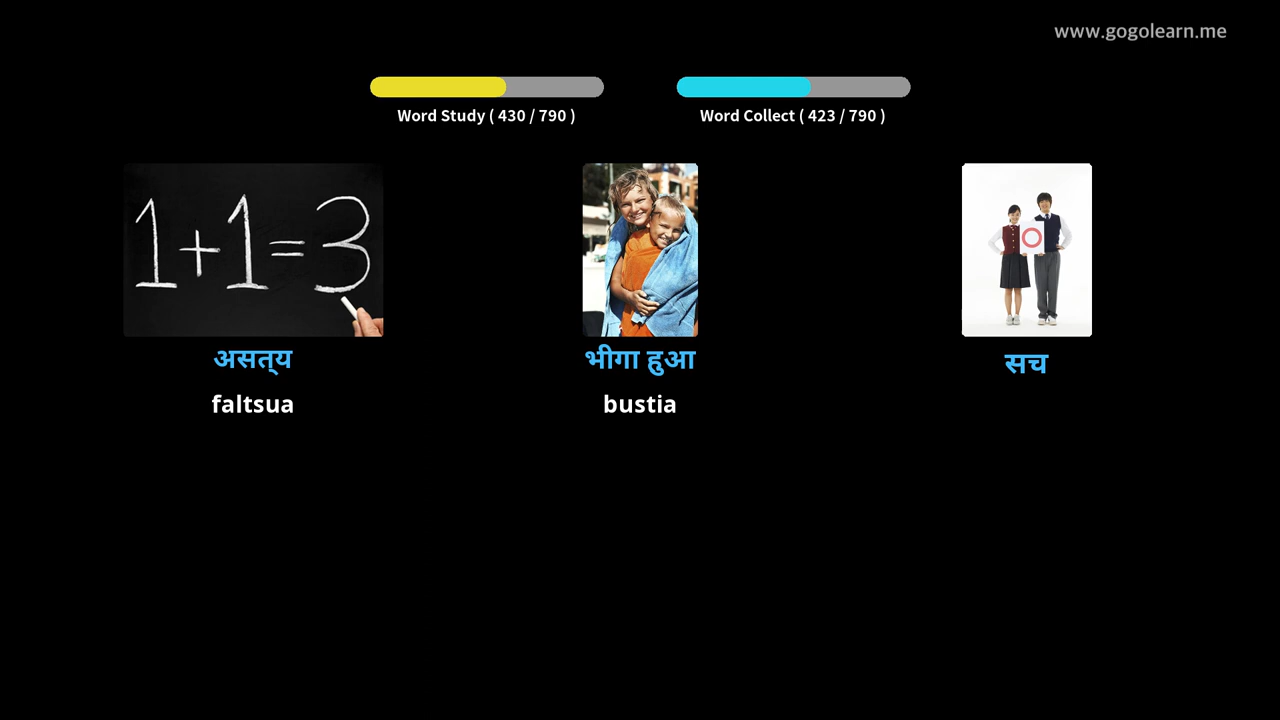 www.gogolearn.me
Word Study ( 430 / 790 )
Word Collect ( 423 / 790 )
1+1=3
असत्य
भीगा हुआ
सच
faltsua
bustia